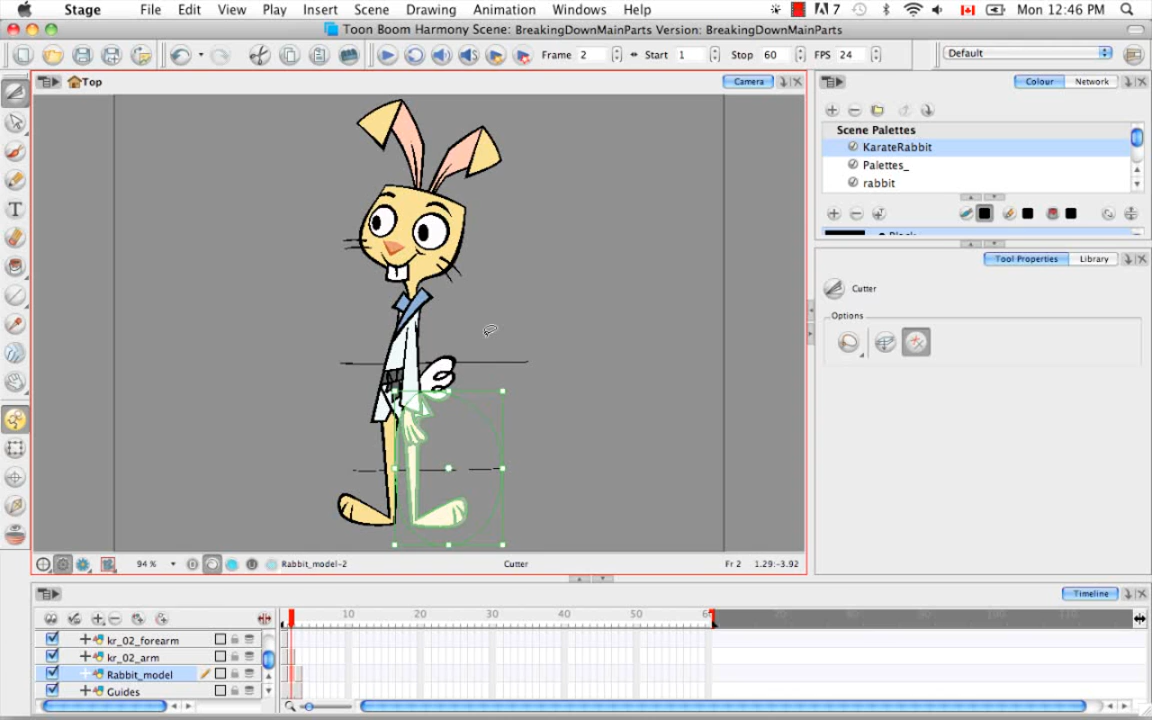 Stage File Edit View Play Insert Scene Drawing Animation Windows Help 7 Mon 12:46 PM
Toon Boom Harmony Scene: BreakingDownMainParts Version: BreakingDownMainParts
Frame 2 Start 1 Stop 60 FPS 24 Default
Top Camera Colour Network
Scene Palettes
KarateRabbit
Palettes_
rabbit
Black
Tool Properties Library
Cutter
Options
94 % Rabbit_model-2 Cutter Fr 2 1.29:-3.92
Timeline
10 20 30 40 50 60
kr_02_forearm
kr_02_arm
Rabbit_model
Guides